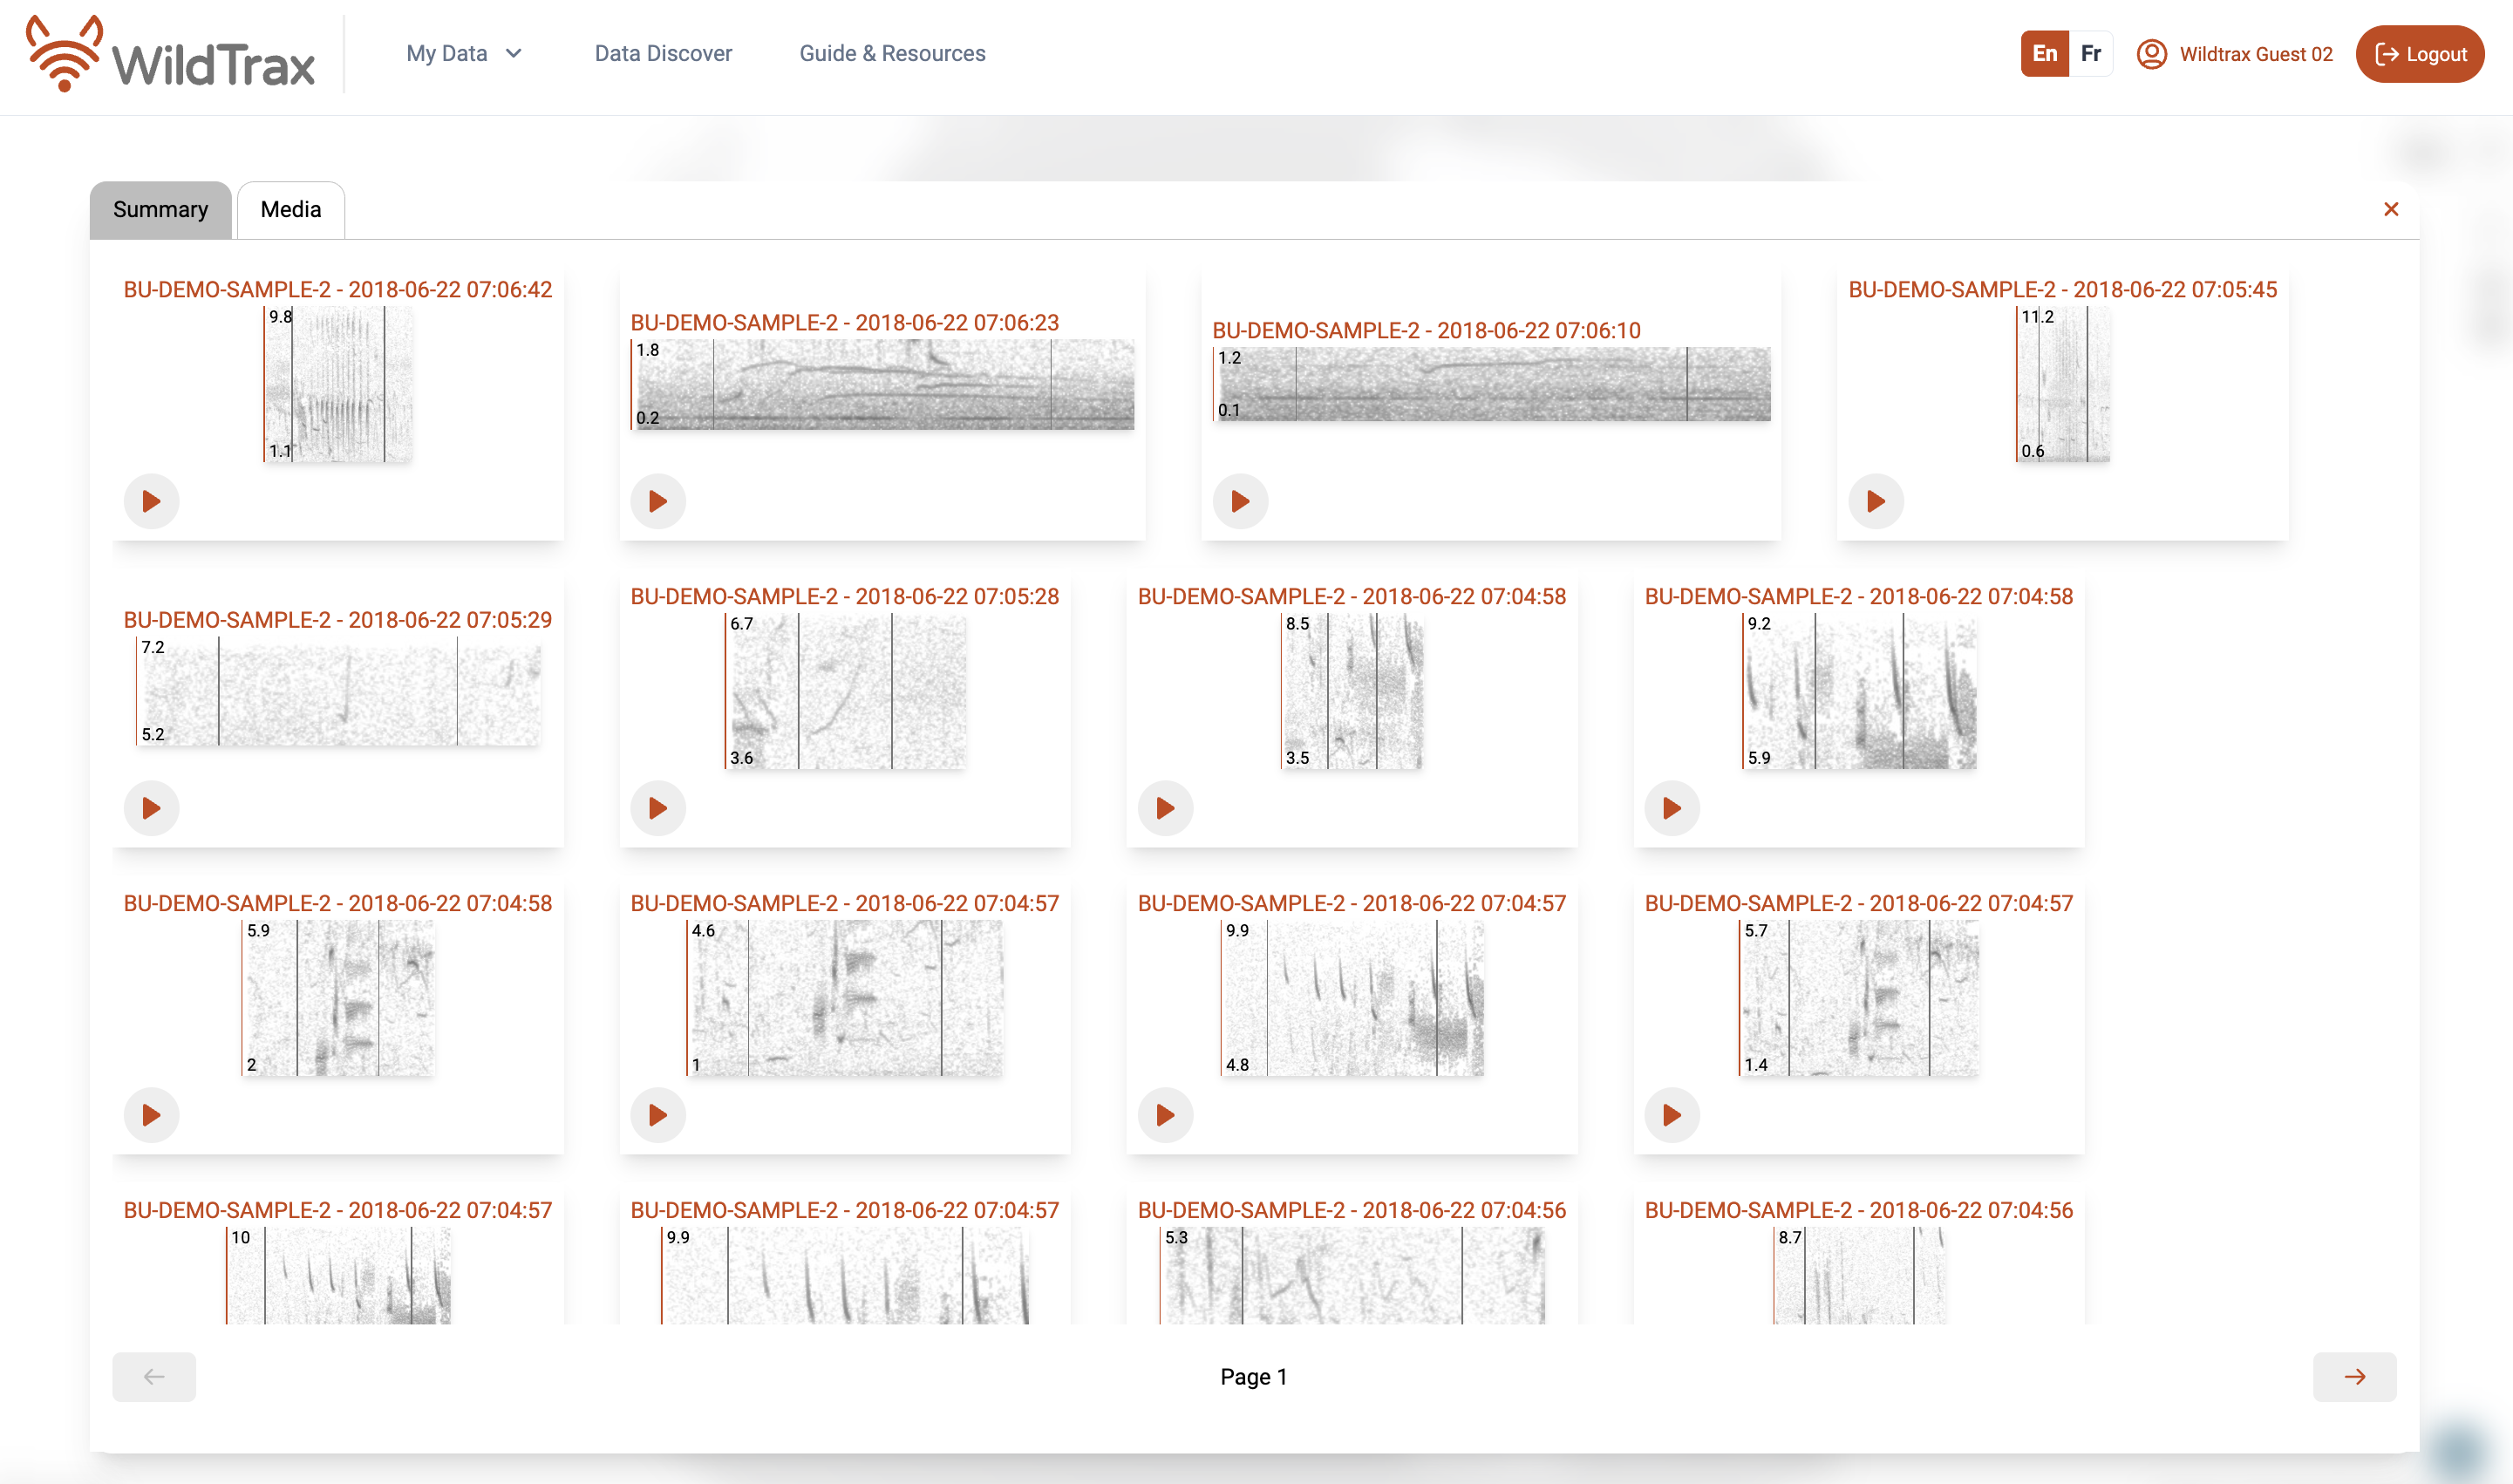 WildTrax
My Data
Data Discover
Guide & Resources
En
Fr
Wildtrax Guest 02
Logout
Summary
Media
BU-DEMO-SAMPLE-2 - 2018-06-22 07:06:42
9.8
1.1
BU-DEMO-SAMPLE-2 - 2018-06-22 07:06:23
1.8
0.2
BU-DEMO-SAMPLE-2 - 2018-06-22 07:06:10
1.2
0.1
BU-DEMO-SAMPLE-2 - 2018-06-22 07:05:45
11.2
0.6
BU-DEMO-SAMPLE-2 - 2018-06-22 07:05:29
7.2
5.2
BU-DEMO-SAMPLE-2 - 2018-06-22 07:05:28
6.7
3.6
BU-DEMO-SAMPLE-2 - 2018-06-22 07:04:58
8.5
3.5
BU-DEMO-SAMPLE-2 - 2018-06-22 07:04:58
9.2
5.9
BU-DEMO-SAMPLE-2 - 2018-06-22 07:04:58
5.9
2
BU-DEMO-SAMPLE-2 - 2018-06-22 07:04:57
4.6
1
BU-DEMO-SAMPLE-2 - 2018-06-22 07:04:57
9.9
4.8
BU-DEMO-SAMPLE-2 - 2018-06-22 07:04:57
5.7
1.4
BU-DEMO-SAMPLE-2 - 2018-06-22 07:04:57
10
BU-DEMO-SAMPLE-2 - 2018-06-22 07:04:57
9.9
BU-DEMO-SAMPLE-2 - 2018-06-22 07:04:56
5.3
BU-DEMO-SAMPLE-2 - 2018-06-22 07:04:56
8.7
Page 1